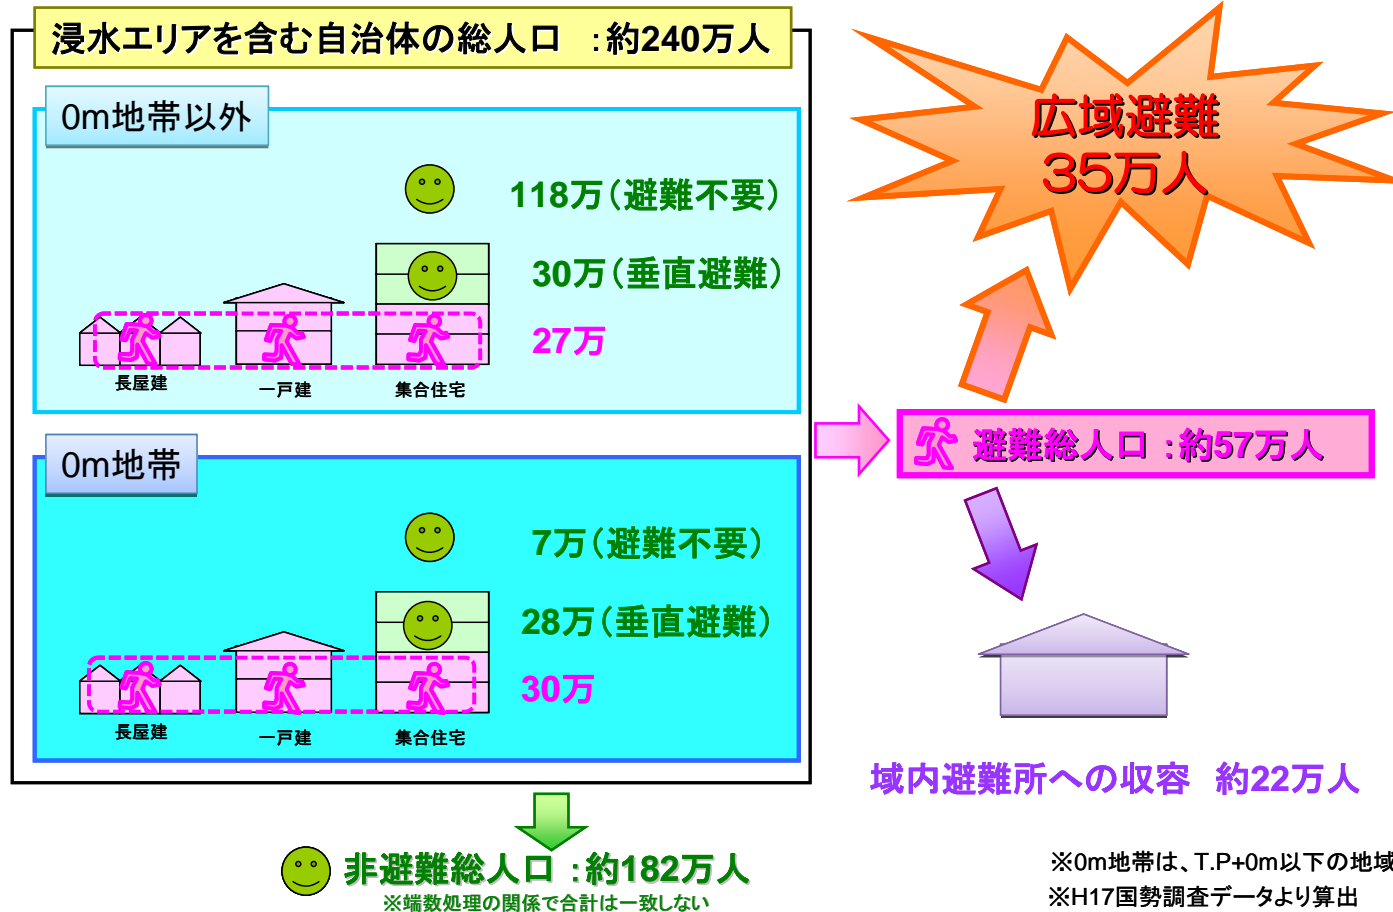 浸水エリアを含む自治体の総人口 ：約240万人
0m地帯以外
118万（避難不要）
30万（垂直避難）
27万
長屋建
一戸建
集合住宅
0m地帯
7万（避難不要）
28万（垂直避難）
30万
長屋建
一戸建
集合住宅
非避難総人口 ：約182万人
※端数処理の関係で合計は一致しない
広域避難
35万人
避難総人口 ：約57万人
域内避難所への収容 約22万人
※0m地帯は、T.P+0m以下の地域
※H17国勢調査データより算出